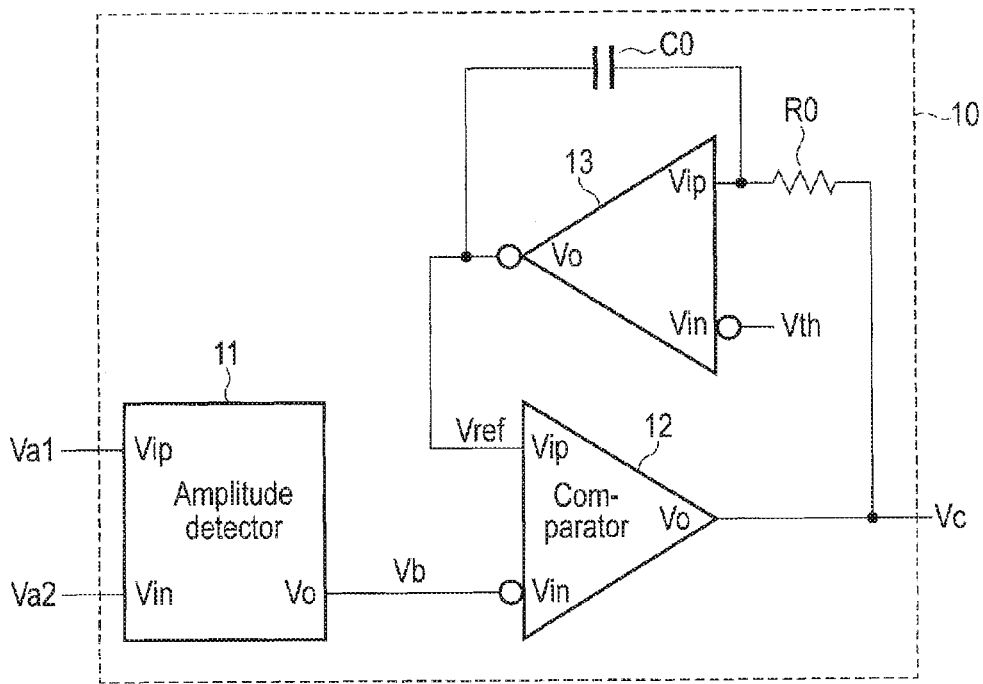 C0
R0
10
13
Vip
Vo
Vin
Vth
11
Va1
Vip
Amplitude
detector
Va2
Vin
Vo
Vb
Vref
12
Vip
Com-
parator
Vo
Vin
Vc